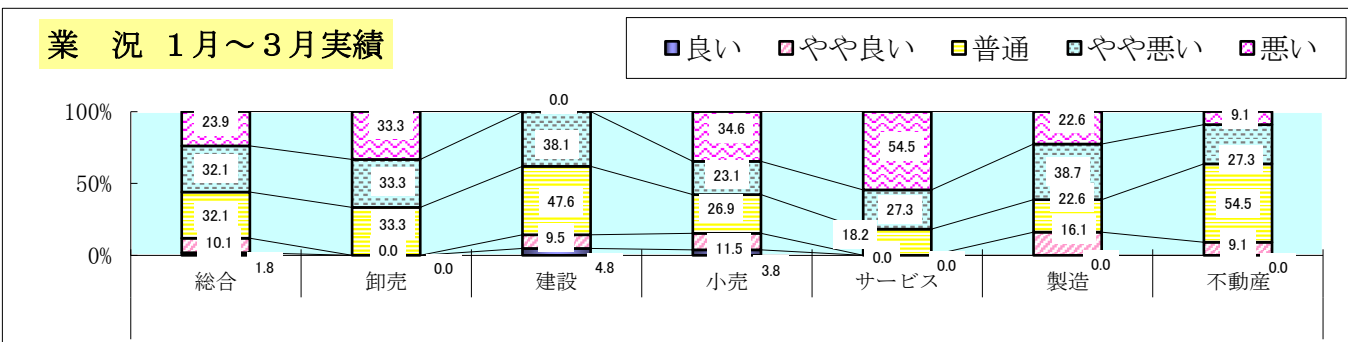 業 況 1月～3月実績
良い やや良い 普通 やや悪い 悪い
100%
50%
0%
23.9 32.1 32.1 10.1 1.8
33.3 33.3 33.3 0.0 0.0
0.0 38.1 47.6 9.5 4.8
34.6 23.1 26.9 11.5 3.8
54.5 27.3 18.2 0.0 0.0
22.6 38.7 22.6 16.1 0.0
9.1 27.3 54.5 9.1 0.0
総合 卸売 建設 小売 サービス 製造 不動産